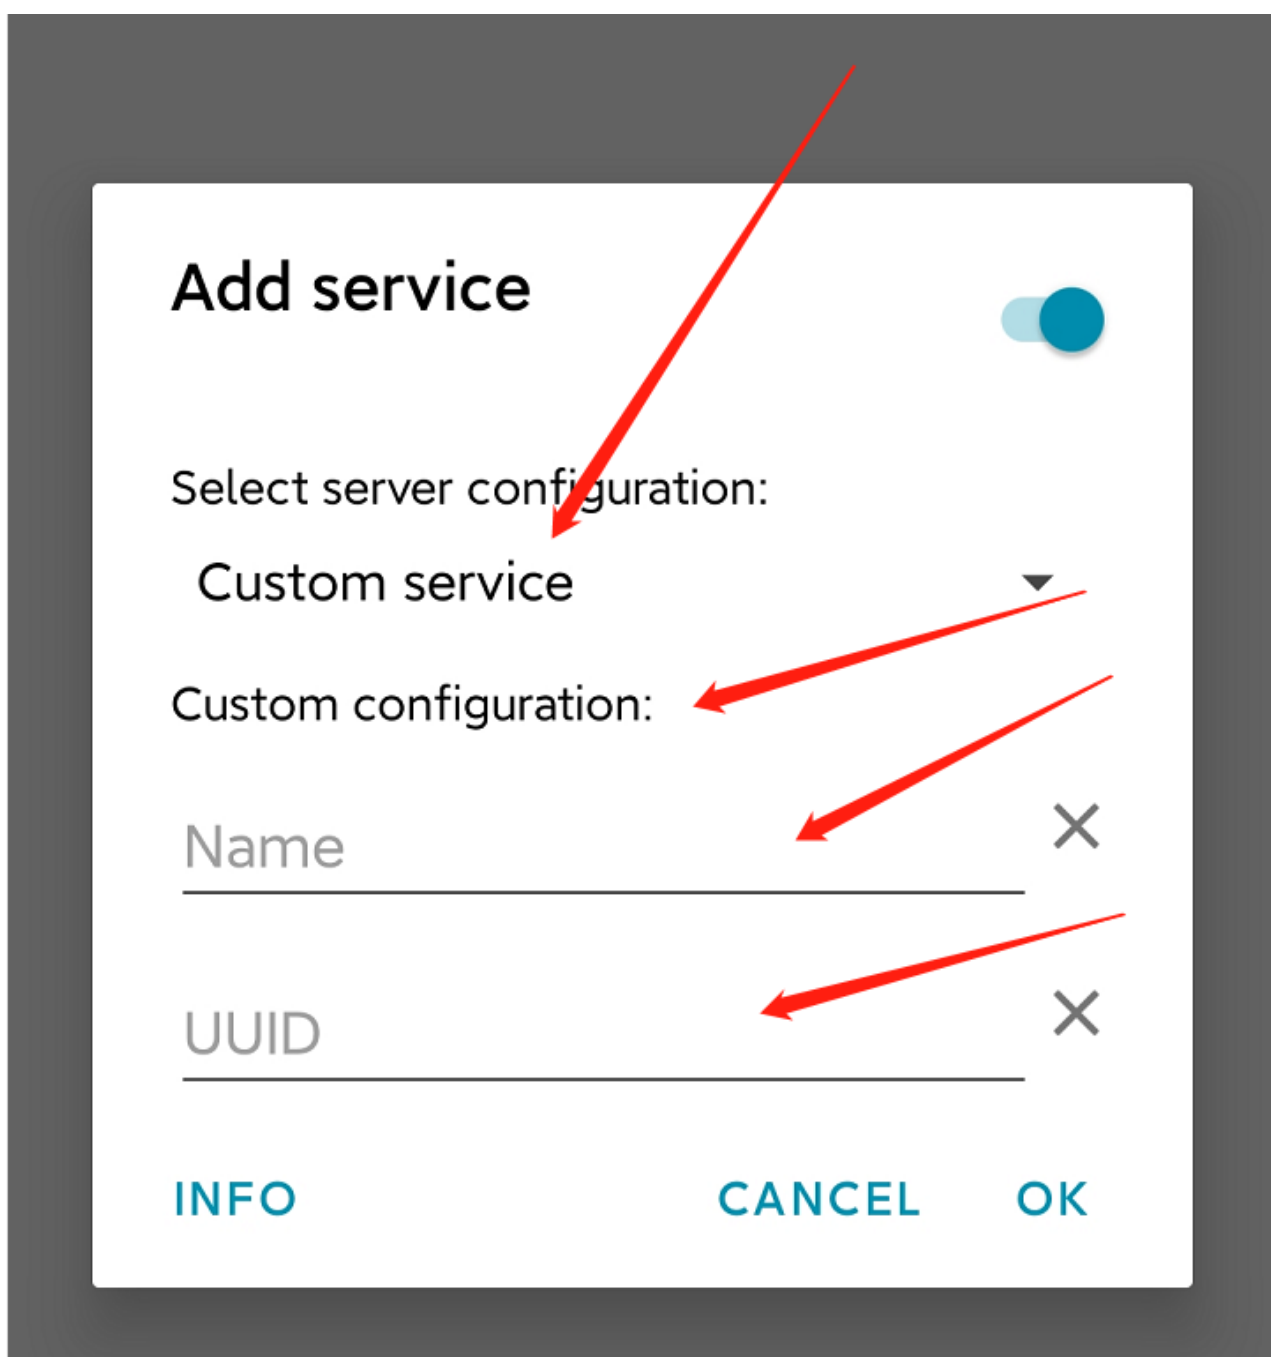 Add service
Select server configuration:
Custom service
Custom configuration:
Name
UUID
INFO CANCEL OK